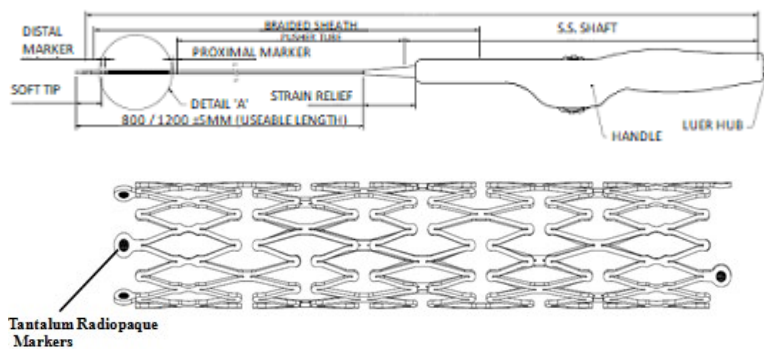 BRAIDED SHEATH
S.S. SHAFT
DISTAL
MARKER
PUSHER TUBE
PROXIMAL MARKER
SOFT TIP
DETAIL 'A'
STRAIN RELIEF
800 / 1200 ±5MM (USEABLE LENGTH)
HANDLE
LUER HUB
Tantalum Radiopaque
Markers